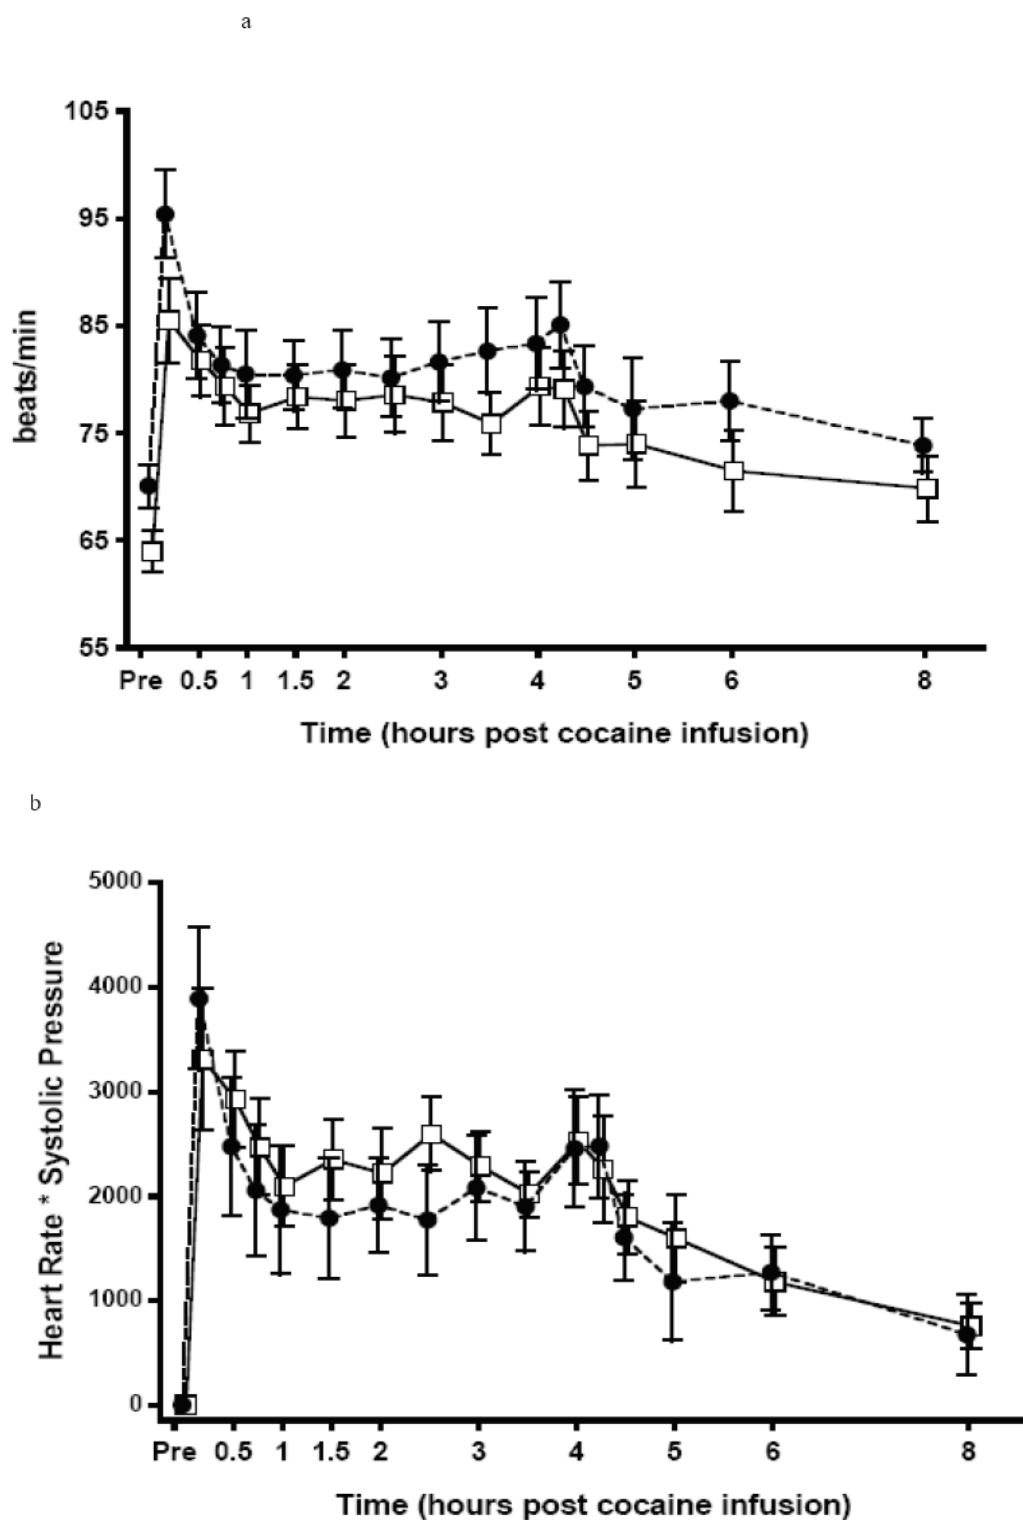 a
105
95
85
75
65
55
beats/min
Pre 0.5 1 1.5 2 3 4 5 6 8
Time (hours post cocaine infusion)
b
5000
4000
3000
2000
1000
0
Heart Rate * Systolic Pressure
Pre 0.5 1 1.5 2 3 4 5 6 8
Time (hours post cocaine infusion)